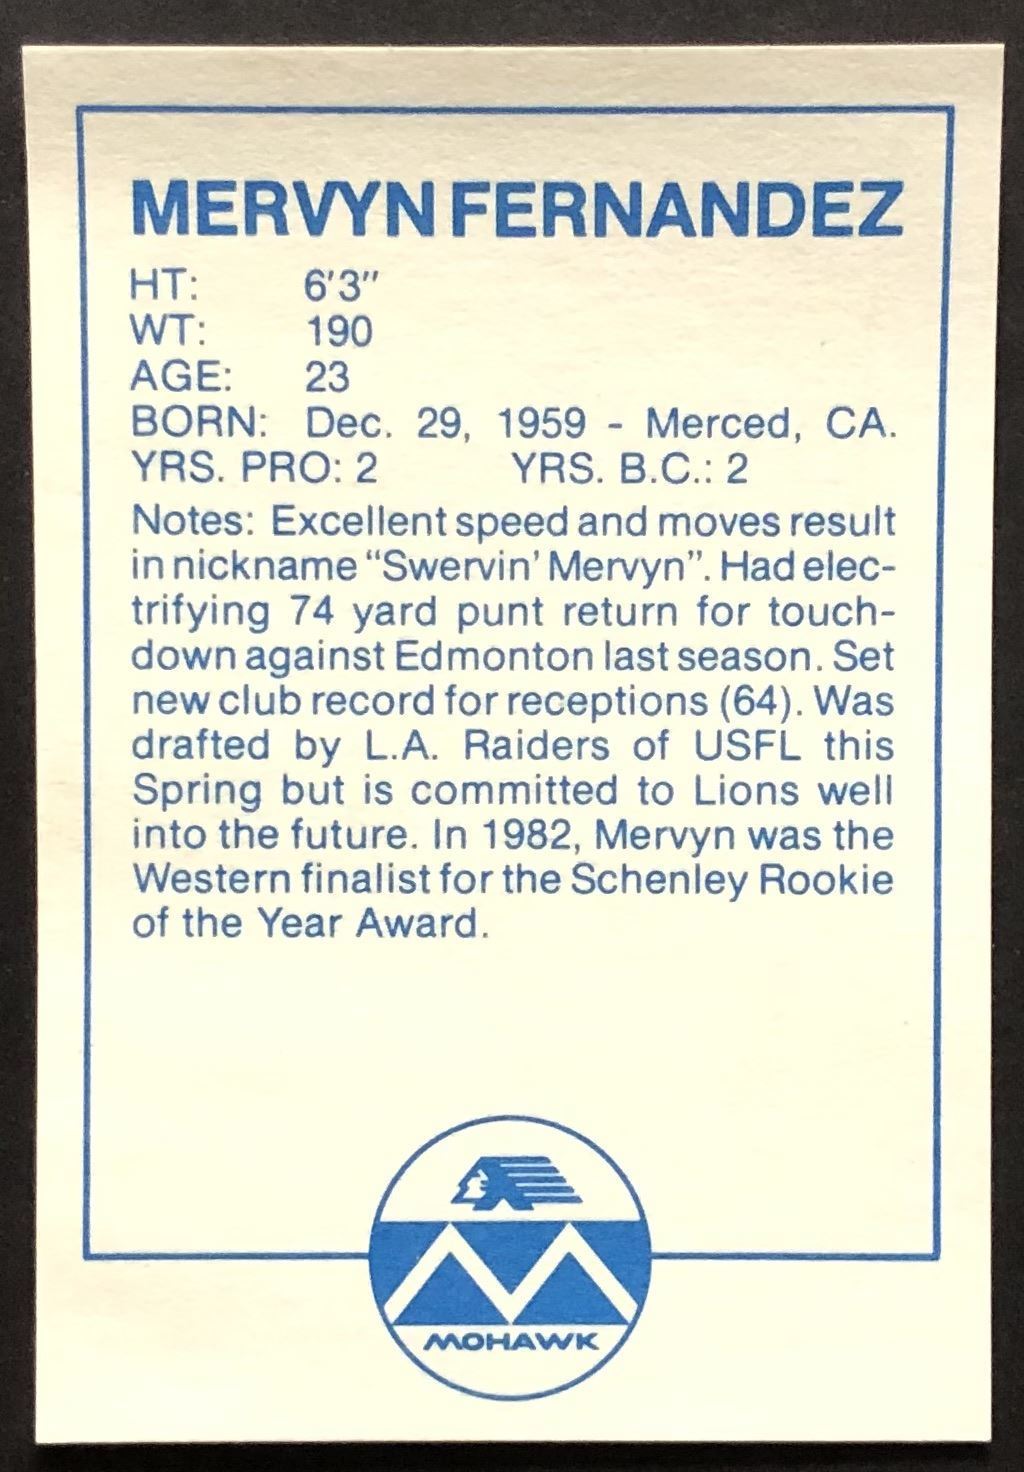 MERVYN FERNANDEZ
HT: 6'3"
WT: 190
AGE: 23
BORN: Dec. 29, 1959 - Merced, CA.
YRS. PRO: 2 YRS. B.C.: 2
Notes: Excellent speed and moves result
in nickname “Swervin’ Mervyn”. Had elec-
trifying 74 yard punt return for touch-
down against Edmonton last season. Set
new club record for receptions (64). Was
drafted by L.A. Raiders of USFL this
Spring but is committed to Lions well
into the future. In 1982, Mervyn was the
Western finalist for the Schenley Rookie
of the Year Award.
MOHAWK